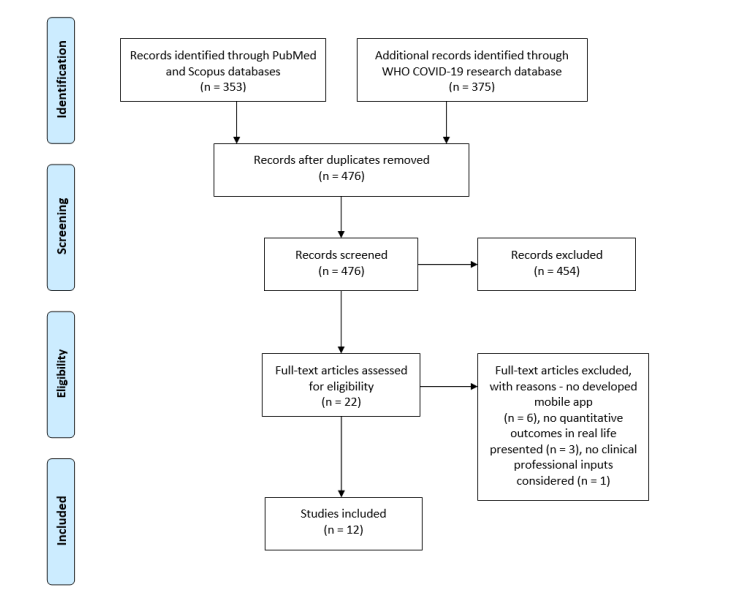 Identification
Records identified through PubMed
and Scopus databases
(n = 353)
Additional records identified through
WHO COVID-19 research database
(n = 375)
Records after duplicates removed
(n = 476)
Screening
Records screened
(n = 476)
Records excluded
(n = 454)
Eligibility
Full-text articles assessed
for eligibility
(n = 22)
Full-text articles excluded,
with reasons - no developed
mobile app
(n = 6), no quantitative
outcomes in real life
presented (n = 3), no clinical
professional inputs
considered (n = 1)
Included
Studies included
(n = 12)